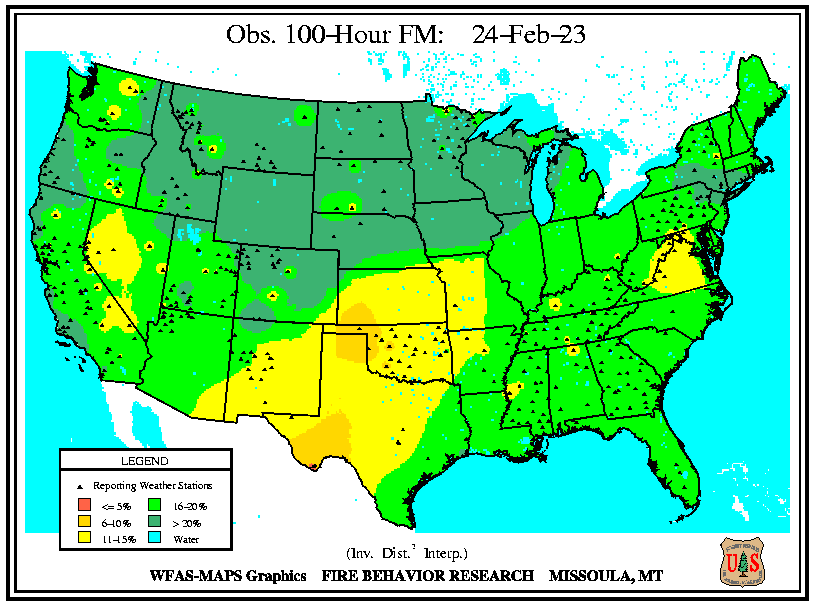 Obs. 100-Hour FM: 24-Feb-23
LEGEND
Reporting Weather Stations
<= 5% 16-20%
6-10% > 20%
11-15% Water
(Inv. Dist.² Interp.)
WFAS-MAPS Graphics FIRE BEHAVIOR RESEARCH MISSOULA, MT
U S